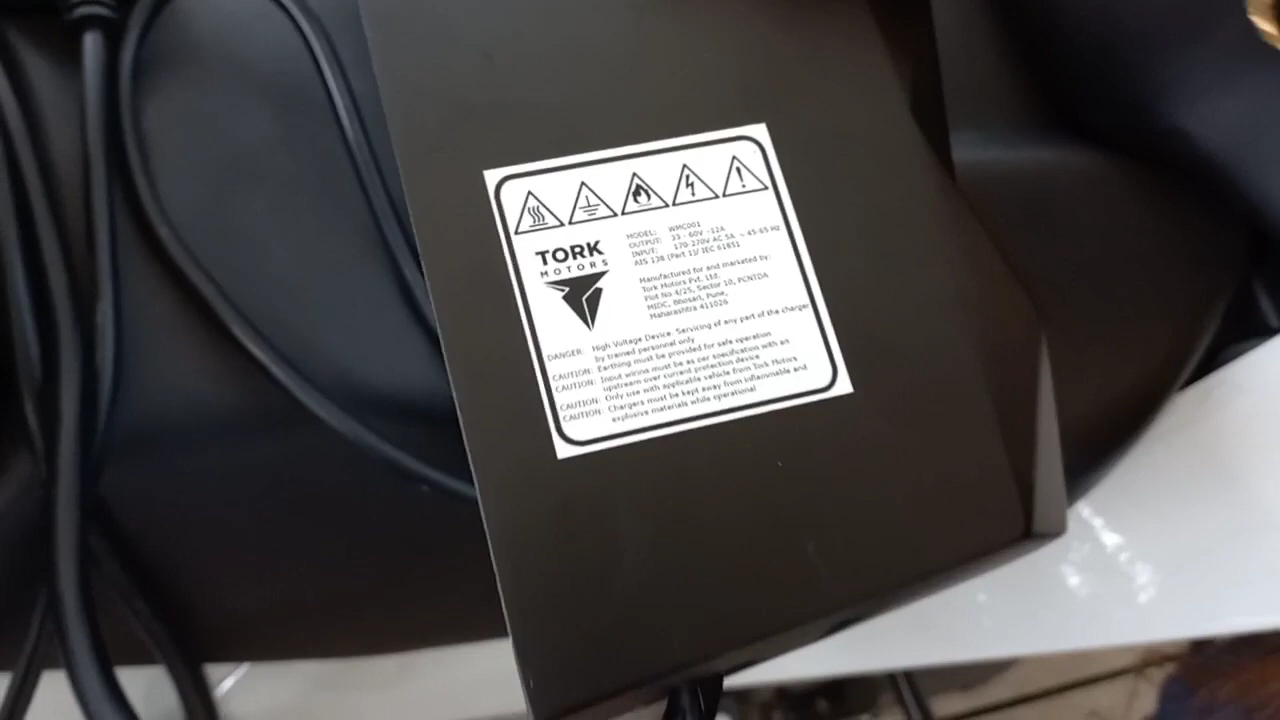 TORK
MOTORS
MODEL: WMC001
OUTPUT: 33 - 60V -12A
INPUT: 170-270V AC 5A ~ 45-65 Hz
AIS 138 (Part 1)/ IEC 61851
Manufactured for and marketed by:
Tork Motors Pvt. Ltd.
Plot No 4/25, Sector 10, PCNTDA
MIDC, Bhosari, Pune,
Maharashtra 411026
DANGER: High Voltage Device. Servicing of any part of the charger
by trained personnel only
CAUTION: Earthing must be provided for safe operation
CAUTION: Input wiring must be as per specification with an
upstream over current protection device
CAUTION: Only use with applicable vehicle from Tork Motors
CAUTION: Chargers must be kept away from inflammable and
explosive materials while operational